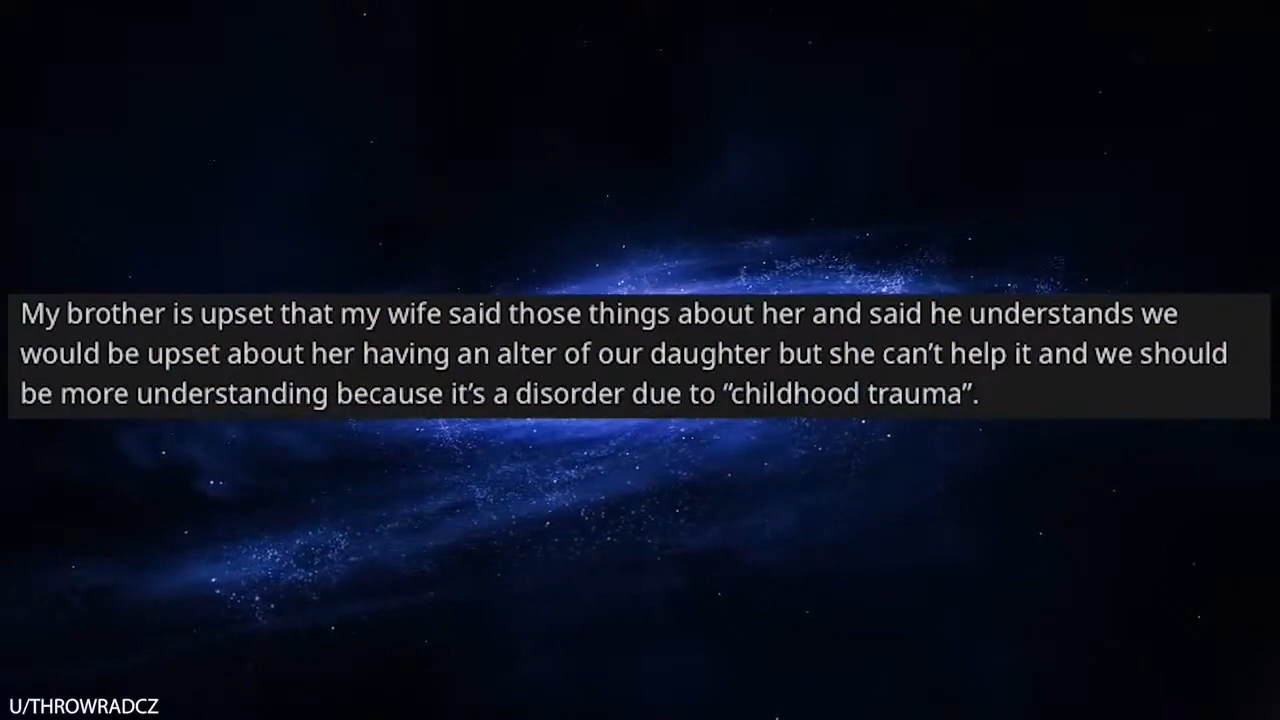 My brother is upset that my wife said those things about her and said he understands we
would be upset about her having an alter of our daughter but she can’t help it and we should
be more understanding because it’s a disorder due to “childhood trauma”.
U/THROWRADCZ